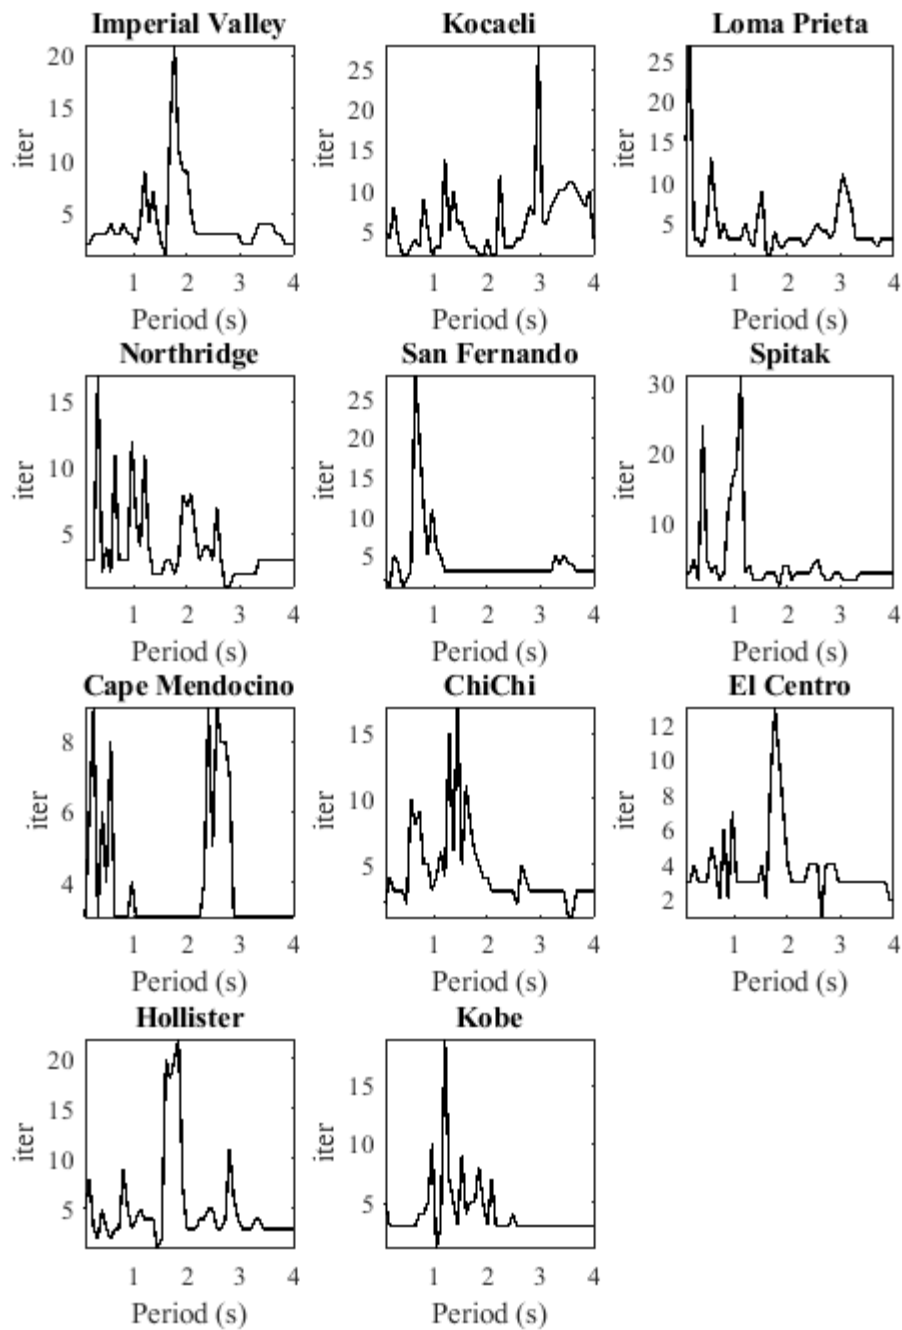 Imperial Valley
20
15
10
5
iter
1 2 3 4
Period (s)
Kocaeli
25
20
15
10
5
iter
1 2 3 4
Period (s)
Loma Prieta
25
20
15
10
5
iter
1 2 3 4
Period (s)
Northridge
15
10
5
iter
1 2 3 4
Period (s)
San Fernando
25
20
15
10
5
iter
1 2 3 4
Period (s)
Spitak
30
20
10
iter
1 2 3 4
Period (s)
Cape Mendocino
8
6
4
iter
1 2 3 4
Period (s)
ChiChi
15
10
5
iter
1 2 3 4
Period (s)
El Centro
12
10
8
6
4
2
iter
1 2 3 4
Period (s)
Hollister
20
15
10
5
iter
1 2 3 4
Period (s)
Kobe
15
10
5
iter
1 2 3 4
Period (s)